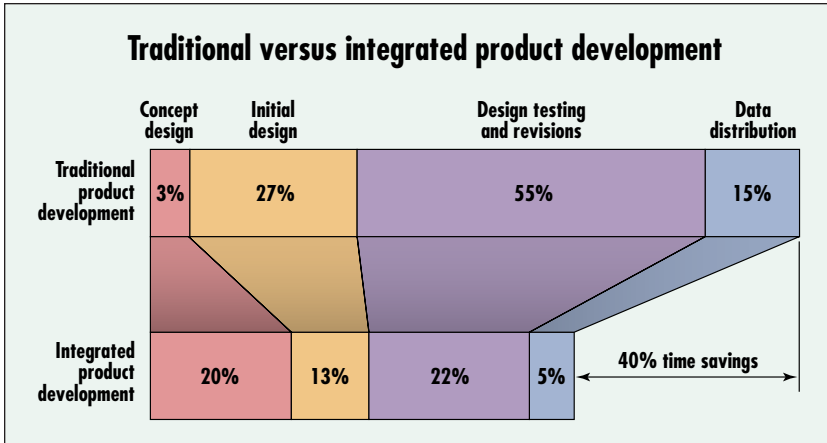 Traditional versus integrated product development
Concept
design
Initial
design
Design testing
and revisions
Data
distribution
Traditional
product
development
3%
27%
55%
15%
Integrated
product
development
20%
13%
22%
5%
40% time savings